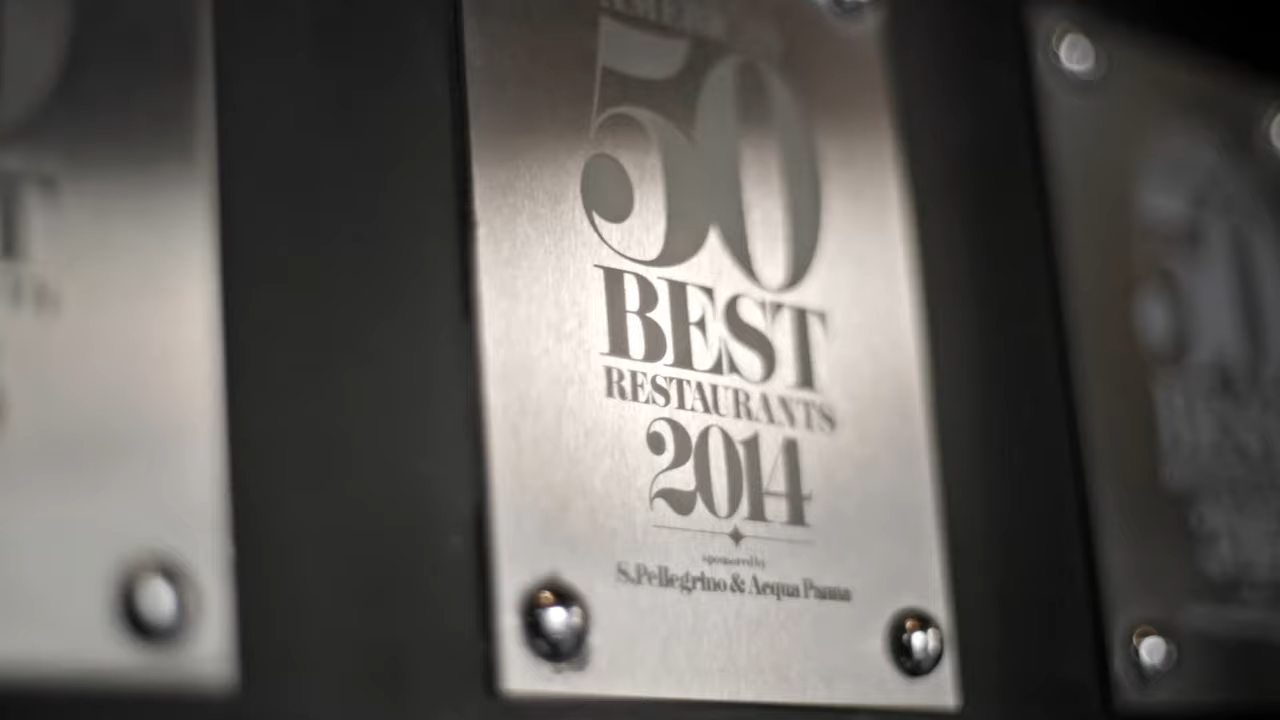 50
BEST
RESTAURANTS
2014
sponsored by
S.Pellegrino & Acqua Panna